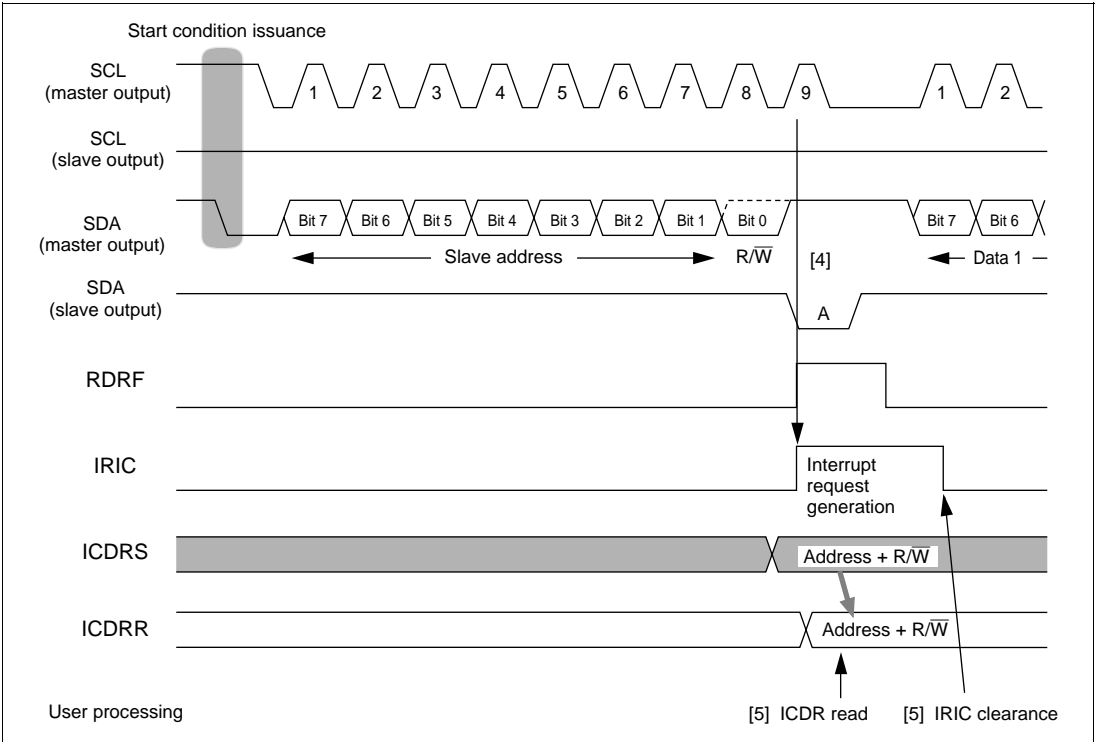 Start condition issuance
SCL
(master output)
1 2 3 4 5 6 7 8 9 1 2
SCL
(slave output)
SDA
(master output)
Bit 7 Bit 6 Bit 5 Bit 4 Bit 3 Bit 2 Bit 1 Bit 0 Bit 7 Bit 6
Slave address R/W̅ [4] Data 1
SDA
(slave output)
A
RDRF
IRIC
Interrupt
request
generation
ICDRS
Address + R/W̅
ICDRR
Address + R/W̅
User processing [5] ICDR read [5] IRIC clearance